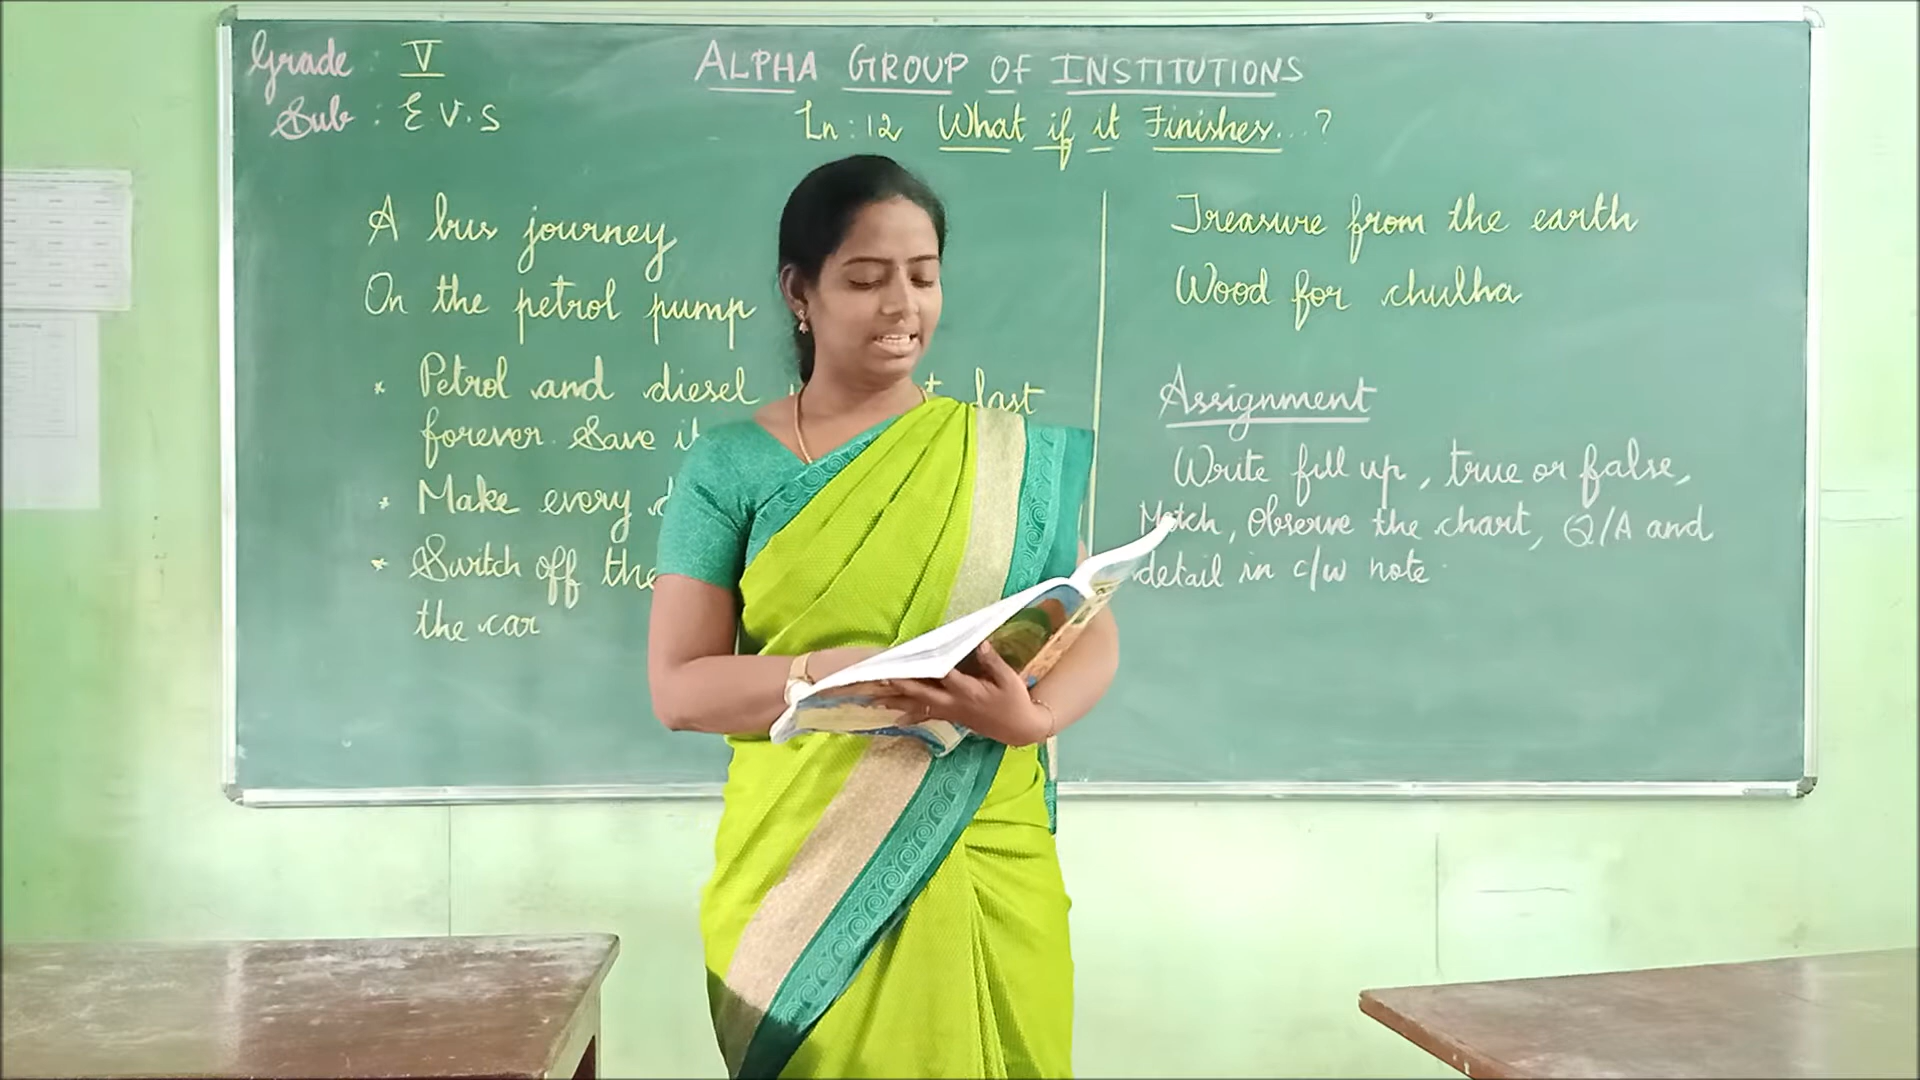 Grade : V
Sub : E V.S
ALPHA GROUP OF INSTITUTIONS
Ln : 12 What if it Finishes...?
A bus journey
On the petrol pump
* Petrol and diesel last
forever. Save it
* Make every
* Switch off the
the car
Treasure from the earth
Wood for chulha
Assignment
Write fill up, true or false,
Match, Observe the chart, Q/A and
detail in c/w note.